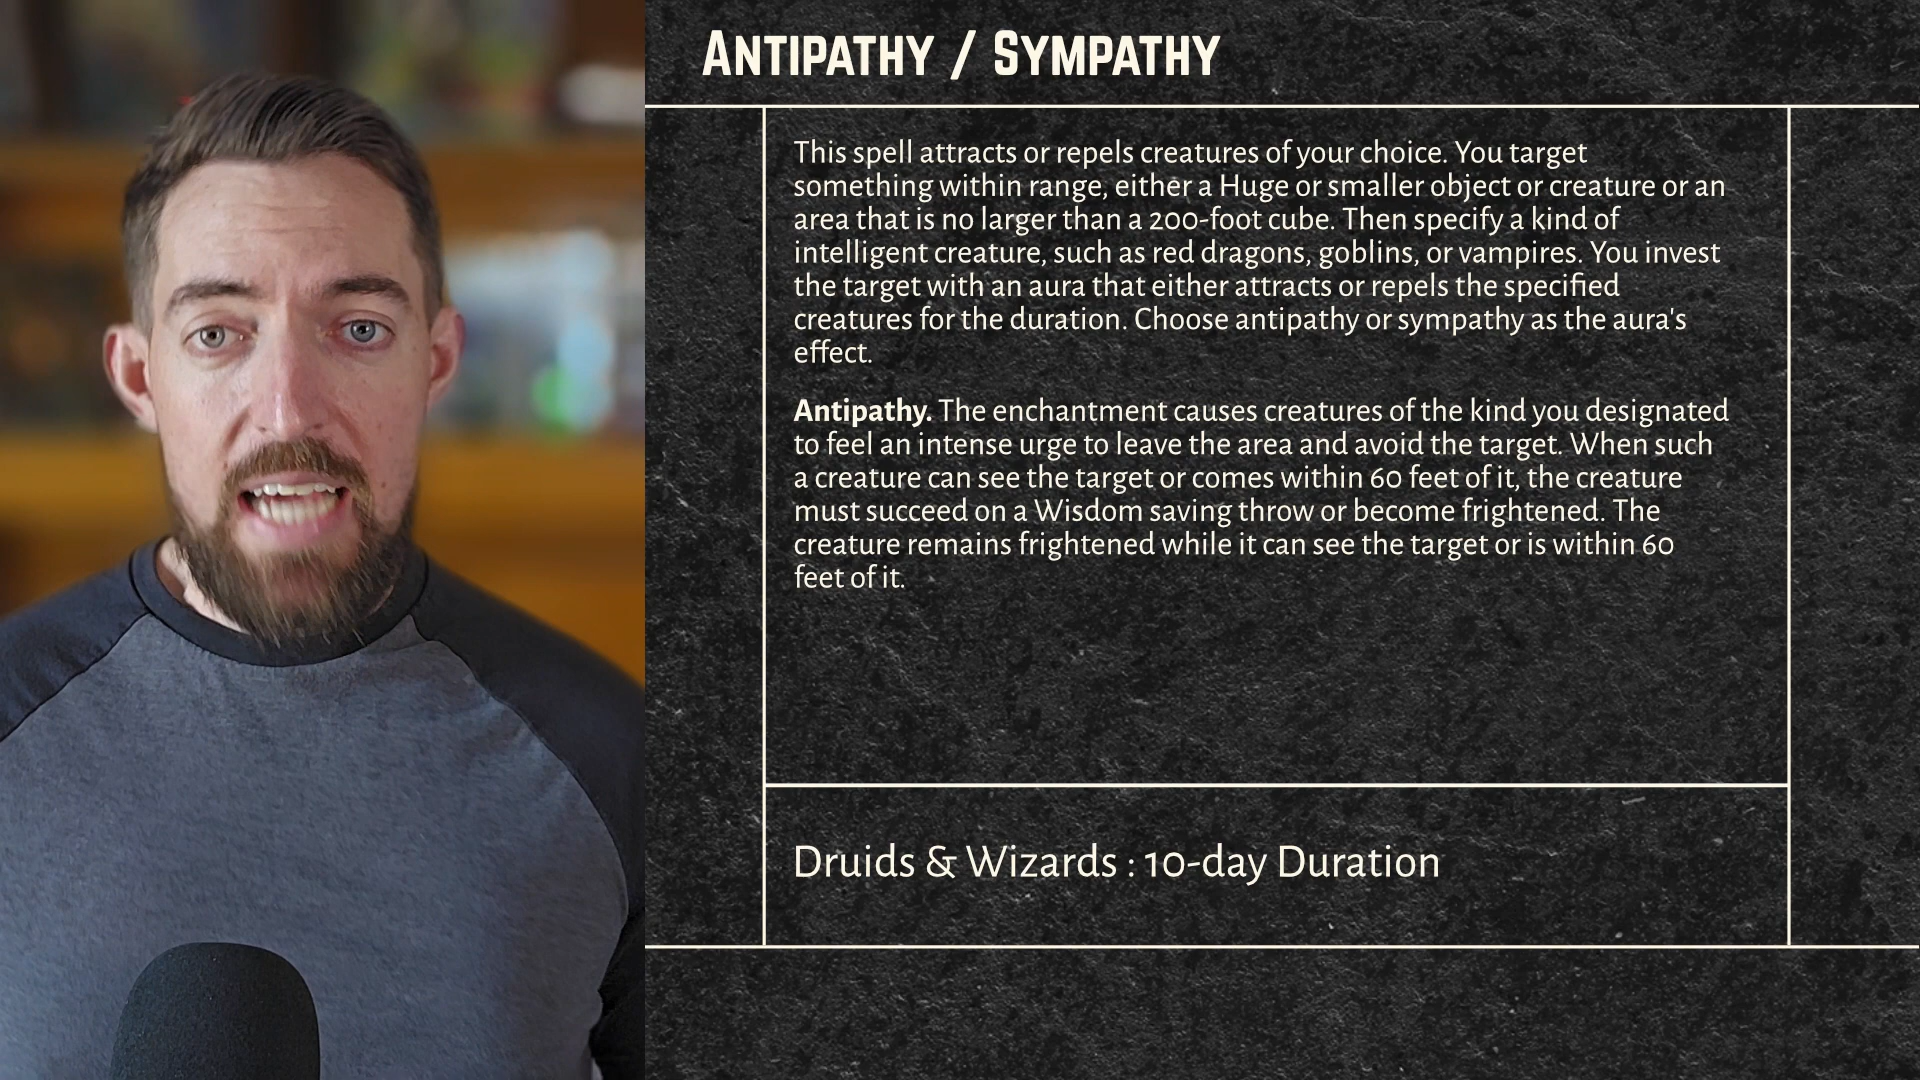 Antipathy / Sympathy
This spell attracts or repels creatures of your choice. You target
something within range, either a Huge or smaller object or creature or an
area that is no larger than a 200-foot cube. Then specify a kind of
intelligent creature, such as red dragons, goblins, or vampires. You invest
the target with an aura that either attracts or repels the specified
creatures for the duration. Choose antipathy or sympathy as the aura's
effect.
Antipathy. The enchantment causes creatures of the kind you designated
to feel an intense urge to leave the area and avoid the target. When such
a creature can see the target or comes within 60 feet of it, the creature
must succeed on a Wisdom saving throw or become frightened. The
creature remains frightened while it can see the target or is within 60
feet of it.
Druids & Wizards : 10-day Duration